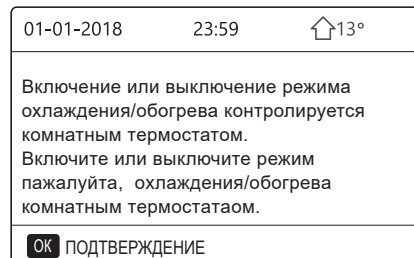 01-01-2018 23:59 13°
Включение или выключение режима
охлаждения/обогрева контролируется
комнатным термостатом.
Включите или выключите режим
пажалуйта, охлаждения/обогрева
комнатным термостатаом.
OK ПОДТВЕРЖДЕНИЕ